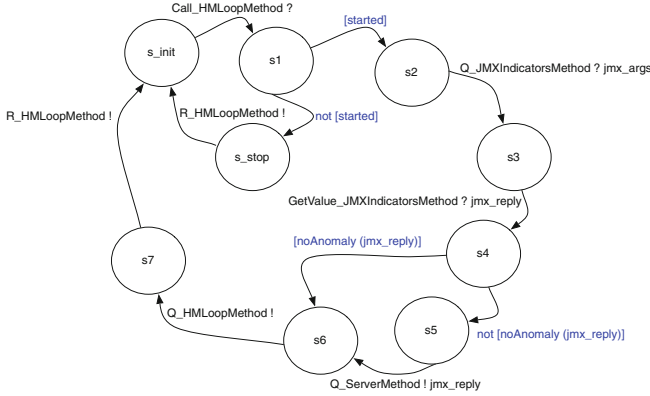 Call_HMLoopMethod ?
[started]
s_init
s1
s2
Q_JMXIndicatorsMethod ? jmx_args
R_HMLoopMethod !
R_HMLoopMethod !
not [started]
s_stop
s3
GetValue_JMXIndicatorsMethod ? jmx_reply
[noAnomaly (jmx_reply)]
s4
s7
Q_HMLoopMethod !
s5
not [noAnomaly (jmx_reply)]
s6
Q_ServerMethod ! jmx_reply